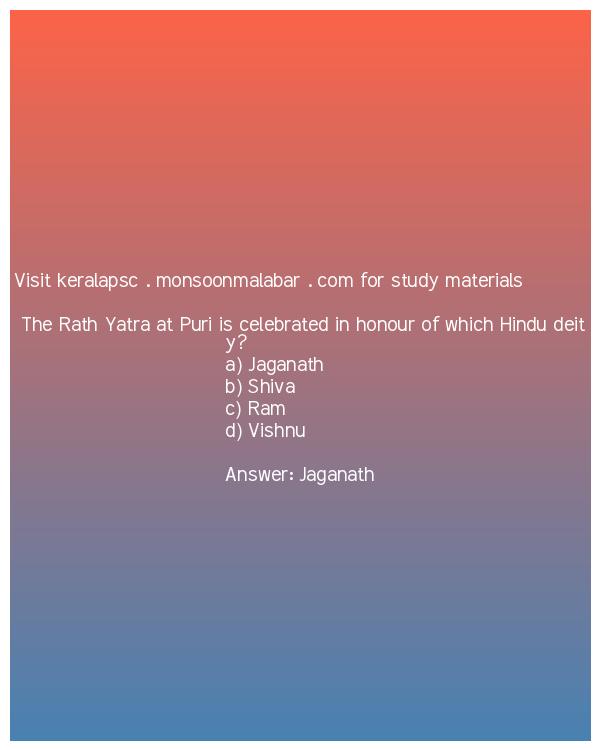 Visit keralapsc . monsoonmalabar . com for study materials
The Rath Yatra at Puri is celebrated in honour of which Hindu deit
y?
a) Jaganath
b) Shiva
c) Ram
d) Vishnu
Answer: Jaganath